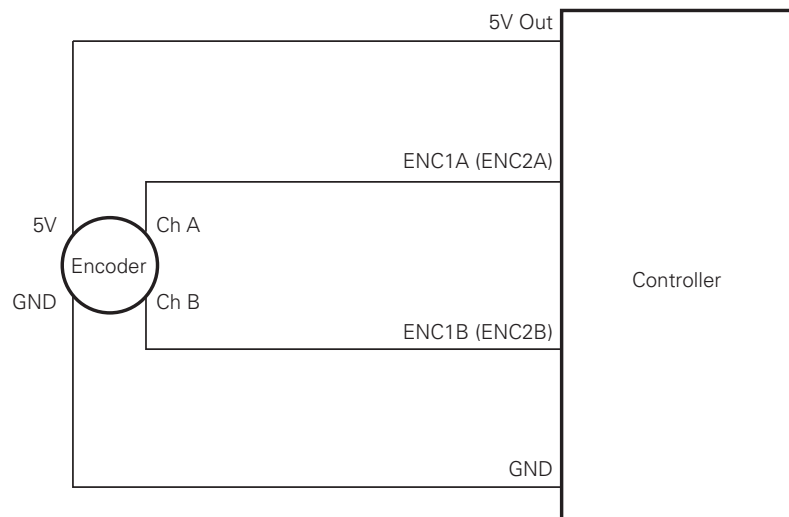 5V Out
ENC1A (ENC2A)
5V
Ch A
Encoder
Controller
GND
Ch B
ENC1B (ENC2B)
GND